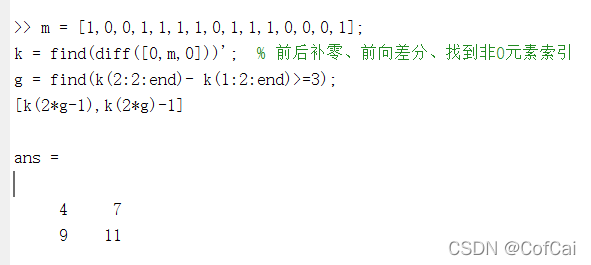 >> m = [1,0,0,1,1,1,1,0,1,1,1,0,0,0,1];
k = find(diff([0,m,0]))'; % 前后补零、前向差分、找到非0元素索引
g = find(k(2:2:end)- k(1:2:end)>=3);
[k(2*g-1),k(2*g)-1]
ans =
4 7
9 11
CSDN @CofCai